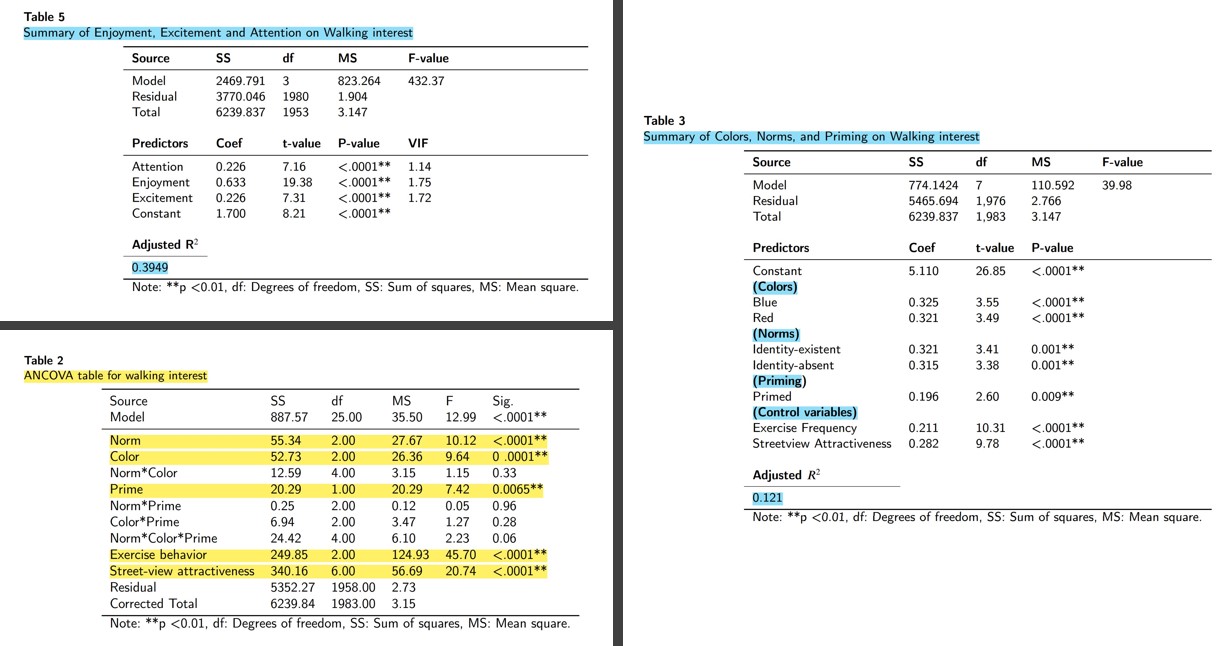 Table 5
Summary of Enjoyment, Excitement and Attention on Walking interest
Source SS df MS F-value
Model 2469.791 3 823.264 432.37
Residual 3770.046 1980 1.904
Total 6239.837 1953 3.147
Predictors Coef t-value P-value VIF
Attention 0.226 7.16 <.0001** 1.14
Enjoyment 0.633 19.38 <.0001** 1.75
Excitement 0.226 7.31 <.0001** 1.72
Constant 1.700 8.21 <.0001**
Adjusted R²
0.3949
Note: **p <0.01, df: Degrees of freedom, SS: Sum of squares, MS: Mean square.
Table 2
ANCOVA table for walking interest
Source SS df MS F Sig.
Model 887.57 25.00 35.50 12.99 <.0001**
Norm 55.34 2.00 27.67 10.12 <.0001**
Color 52.73 2.00 26.36 9.64 0 .0001**
Norm*Color 12.59 4.00 3.15 1.15 0.33
Prime 20.29 1.00 20.29 7.42 0.0065**
Norm*Prime 0.25 2.00 0.12 0.05 0.96
Color*Prime 6.94 2.00 3.47 1.27 0.28
Norm*Color*Prime 24.42 4.00 6.10 2.23 0.06
Exercise behavior 249.85 2.00 124.93 45.70 <.0001**
Street-view attractiveness 340.16 6.00 56.69 20.74 <.0001**
Residual 5352.27 1958.00 2.73
Corrected Total 6239.84 1983.00 3.15
Note: **p <0.01, df: Degrees of freedom, SS: Sum of squares, MS: Mean square.
Table 3
Summary of Colors, Norms, and Priming on Walking interest
Source SS df MS F-value
Model 774.1424 7 110.592 39.98
Residual 5465.694 1,976 2.766
Total 6239.837 1,983 3.147
Predictors Coef t-value P-value
Constant 5.110 26.85 <.0001**
(Colors)
Blue 0.325 3.55 <.0001**
Red 0.321 3.49 <.0001**
(Norms)
Identity-existent 0.321 3.41 0.001**
Identity-absent 0.315 3.38 0.001**
(Priming)
Primed 0.196 2.60 0.009**
(Control variables)
Exercise Frequency 0.211 10.31 <.0001**
Streetview Attractiveness 0.282 9.78 <.0001**
Adjusted R²
0.121
Note: **p <0.01, df: Degrees of freedom, SS: Sum of squares, MS: Mean square.